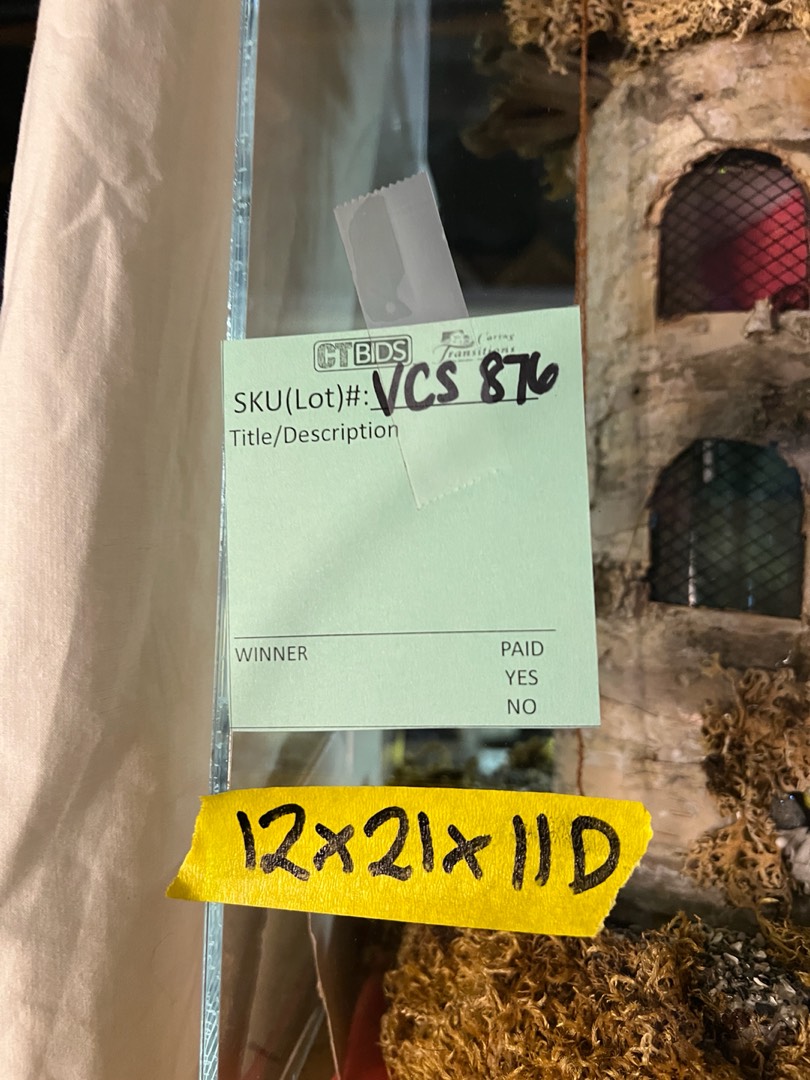 CTBIDS Caring Transitions
SKU(Lot)#: VCS 876
Title/Description
WINNER PAID
YES
NO
12x21x11D